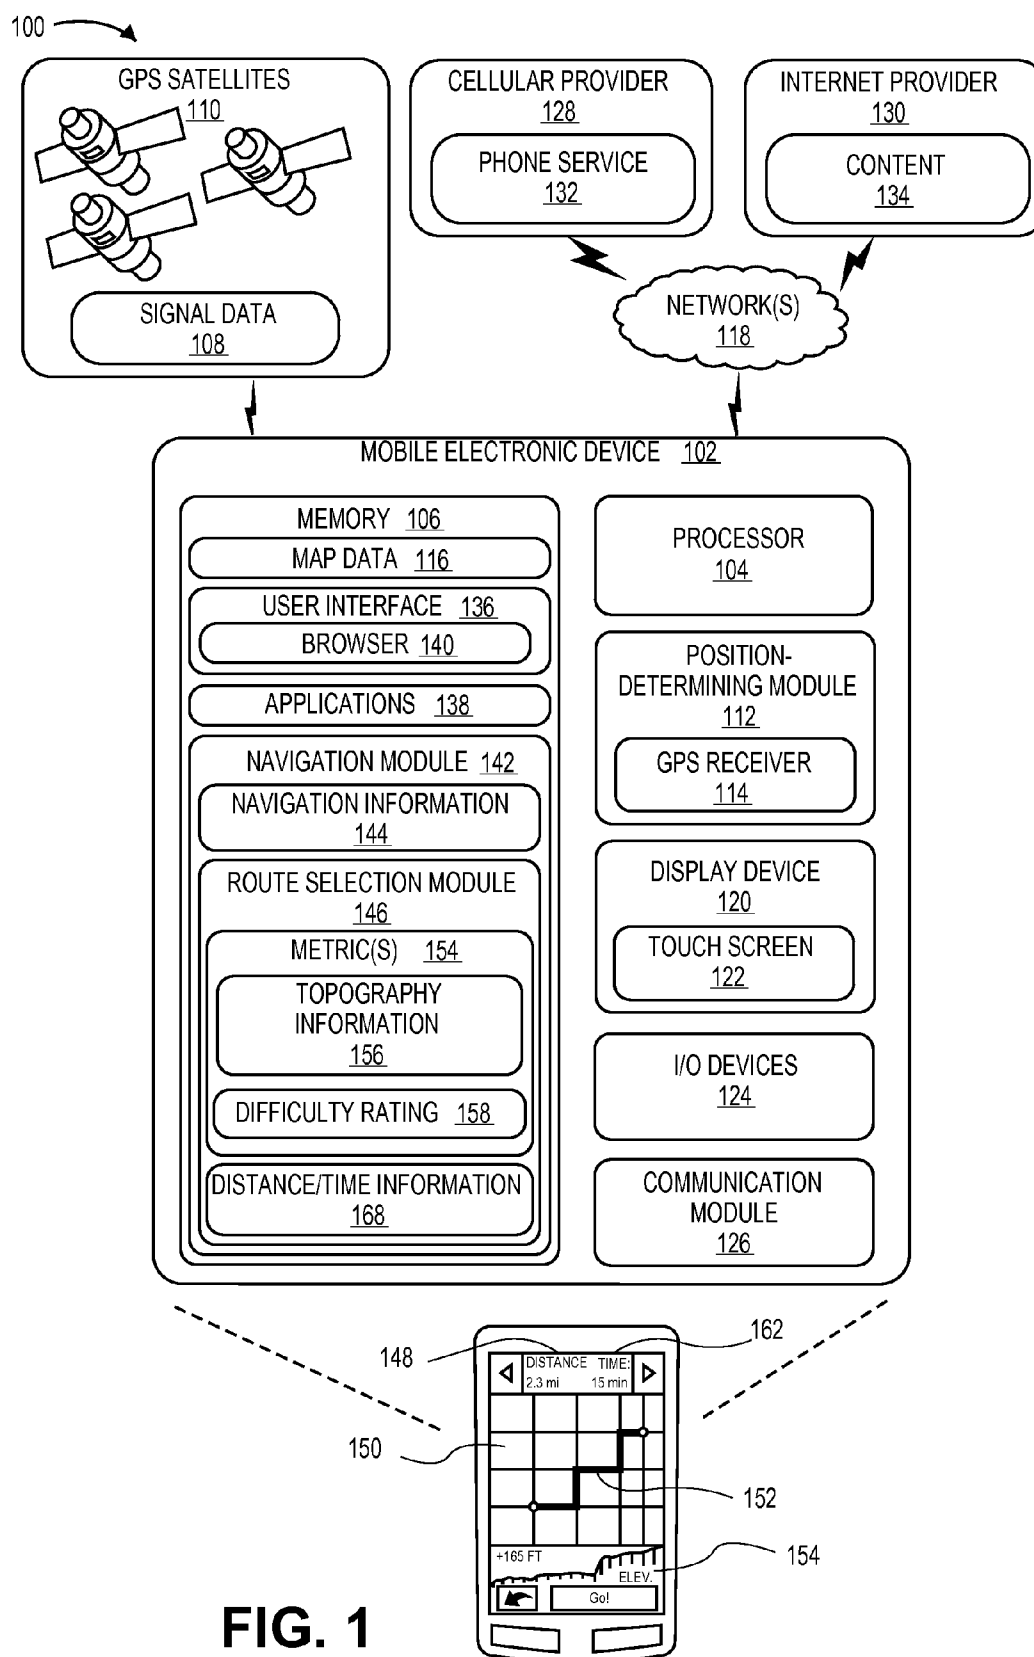 100
GPS SATELLITES
110
SIGNAL DATA
108
CELLULAR PROVIDER
128
PHONE SERVICE
132
INTERNET PROVIDER
130
CONTENT
134
NETWORK(S)
118
MOBILE ELECTRONIC DEVICE 102
MEMORY 106
MAP DATA 116
USER INTERFACE 136
BROWSER 140
APPLICATIONS 138
NAVIGATION MODULE 142
NAVIGATION INFORMATION
144
ROUTE SELECTION MODULE
146
METRIC(S) 154
TOPOGRAPHY
INFORMATION
156
DIFFICULTY RATING 158
DISTANCE/TIME INFORMATION
168
PROCESSOR
104
POSITION-
DETERMINING MODULE
112
GPS RECEIVER
114
DISPLAY DEVICE
120
TOUCH SCREEN
122
I/O DEVICES
124
COMMUNICATION
MODULE
126
148
162
DISTANCE TIME:
2.3 mi 15 min
150
152
+165 FT
154
ELEV.
Go!
FIG. 1